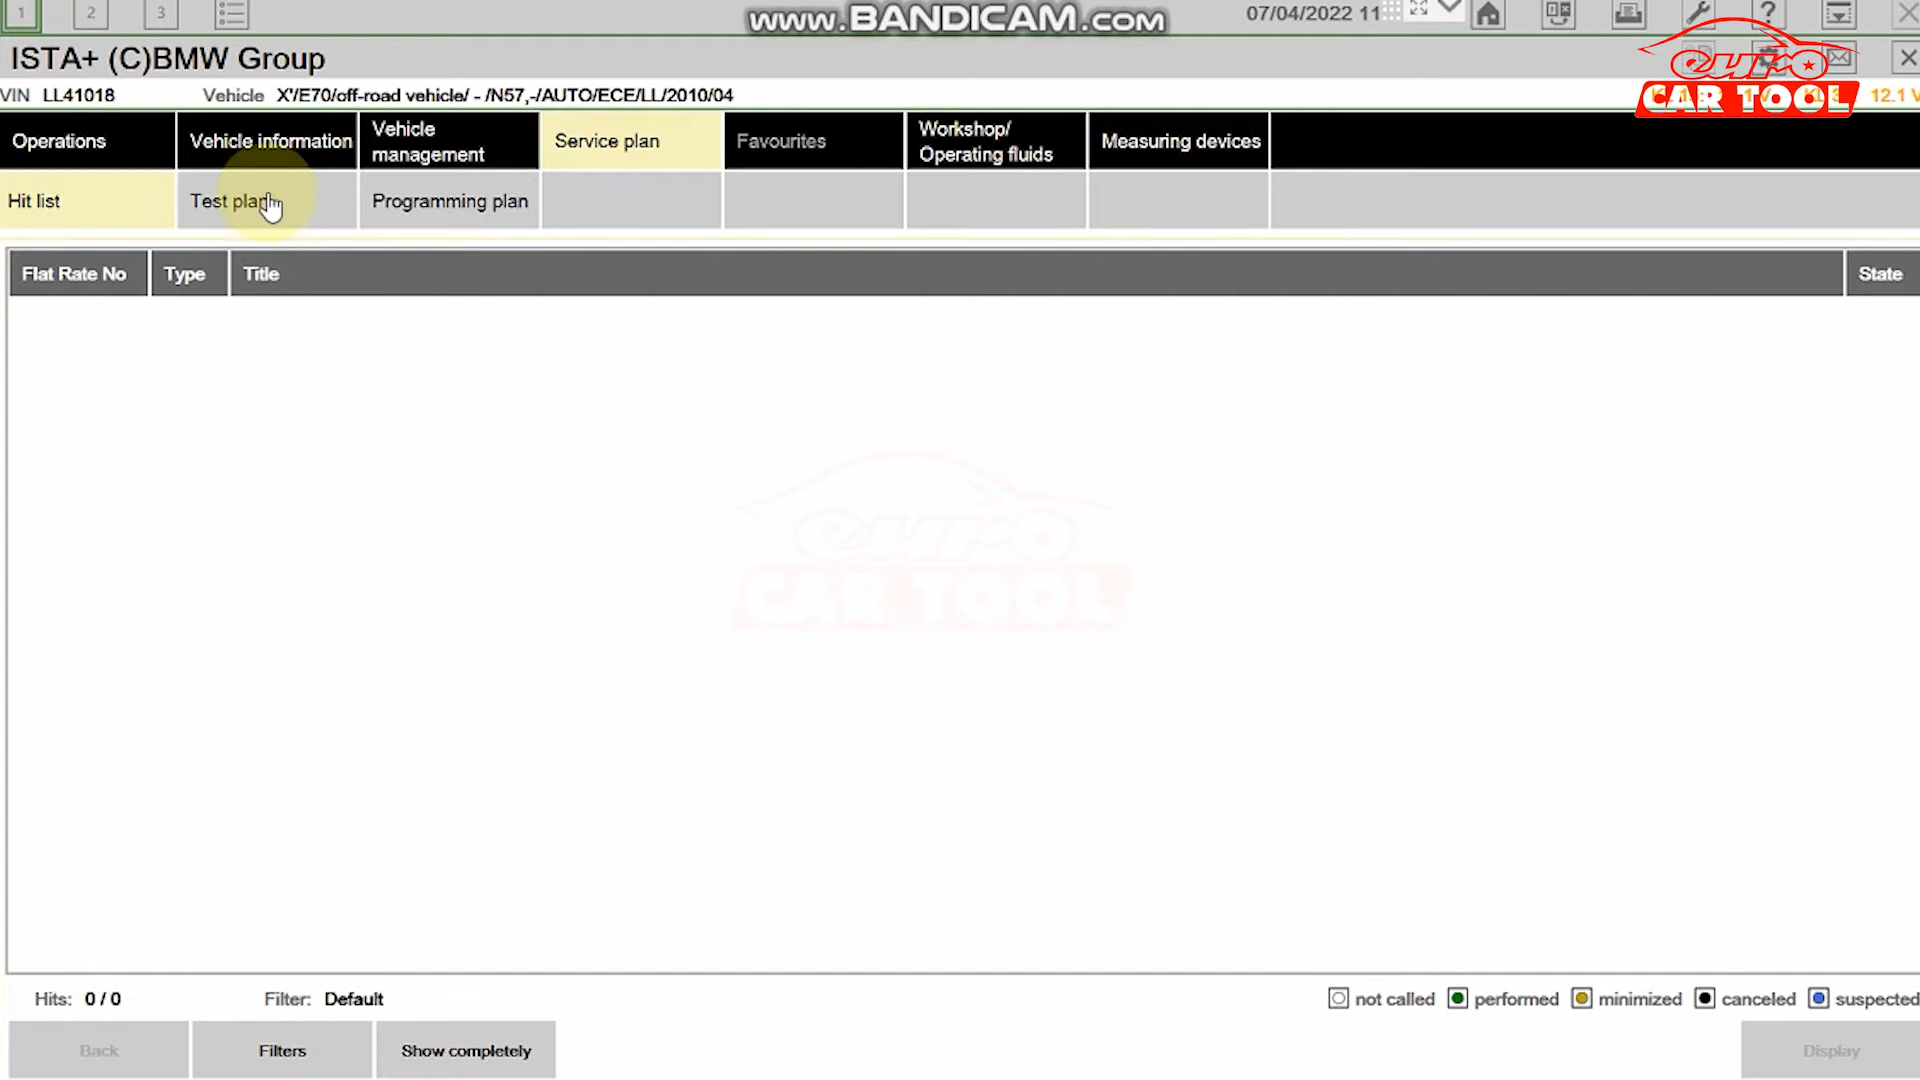 1 2 3
www.BANDICAM.com
07/04/2022 11
?
ISTA+ (C)BMW Group
euro
CAR TOOL
VIN LL41018 Vehicle X'/E70/off-road vehicle/ - /N57,-/AUTO/ECE/LL/2010/04
12.1 V
Operations Vehicle information Vehicle management Service plan Favourites Workshop/ Operating fluids Measuring devices
Hit list Test plan Programming plan
Flat Rate No Type Title State
euro
CAR TOOL
Hits: 0 / 0 Filter: Default not called performed minimized canceled suspected
Back Filters Show completely Display